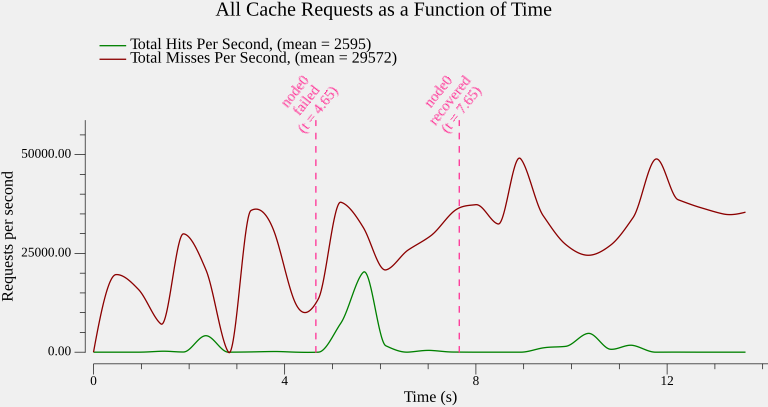 All Cache Requests as a Function of Time
Total Hits Per Second, (mean = 2595)
Total Misses Per Second, (mean = 29572)
node0
failed
(t = 4.65)
node0
recovered
(t = 7.65)
50000.00
25000.00
0.00
Requests per second
0 4 8 12
Time (s)